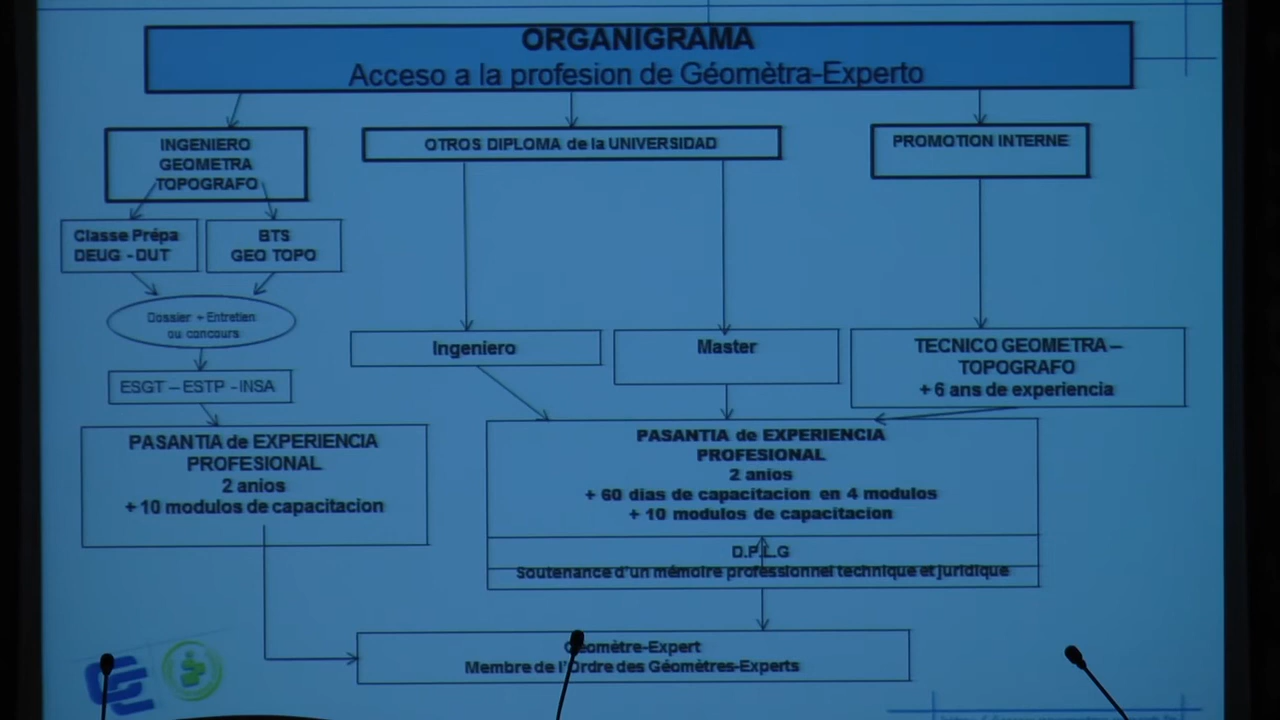 ORGANIGRAMA
Acceso a la profesion de Géomètra-Experto
INGENIERO
GEOMETRA
TOPOGRAFO
OTROS DIPLOMA de la UNIVERSIDAD
PROMOTION INTERNE
Classe Prépa
DEUG - DUT
BTS
GEO TOPO
Dossier + Entretien
ou concours
ESGT – ESTP - INSA
Ingeniero
Master
TECNICO GEOMETRA –
TOPOGRAFO
+ 6 ans de experiencia
PASANTIA de EXPERIENCIA
PROFESIONAL
2 anios
+ 10 modulos de capacitacion
PASANTIA de EXPERIENCIA
PROFESIONAL
2 anios
+ 60 dias de capacitacion en 4 modulos
+ 10 modulos de capacitacion
D.P.L.G
Soutenance d'un mémoire professionnel technique et juridique
Géomètre-Expert
Membre de l'Ordre des Géomètres-Experts